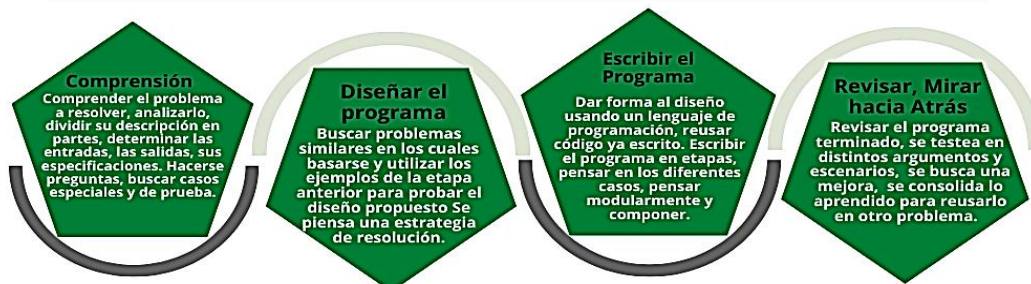 Comprensión
Comprender el problema
a resolver, analizarlo,
dividir su descripción en
partes, determinar las
entradas, las salidas, sus
especificaciones. Hacerse
preguntas, buscar casos
especiales y de prueba.
Diseñar el
programa
Buscar problemas
similares en los cuales
basarse y utilizar los
ejemplos de la etapa
anterior para probar el
diseño propuesto Se
piensa una estrategia
de resolución.
Escribir el
Programa
Dar forma al diseño
usando un lenguaje de
programación, reusar
código ya escrito. Escribir
el programa en etapas,
pensar en los diferentes
casos, pensar
modularmente y
componer.
Revisar, Mirar
hacia Atrás
Revisar el programa
terminado, se testea en
distintos argumentos y
escenarios, se busca una
mejora, se consolida lo
aprendido para reusarlo
en otro problema.